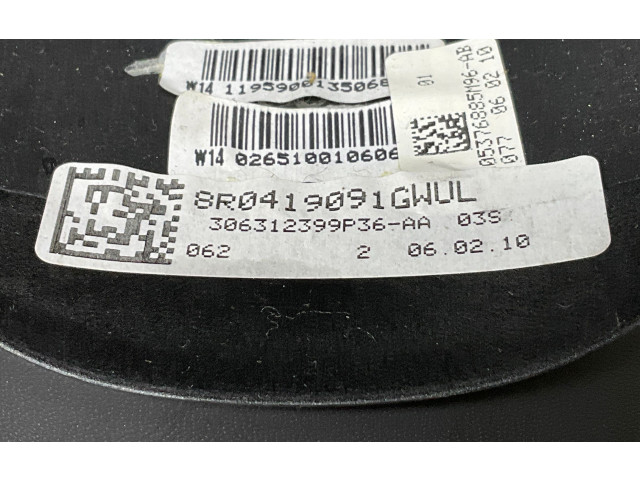 W14 119590013506
W14 026510010606
01
05376885M96-AB
077 06 02 10
8R0419091GWUL
306312399P36-AA 03S
062 2 06.02.10